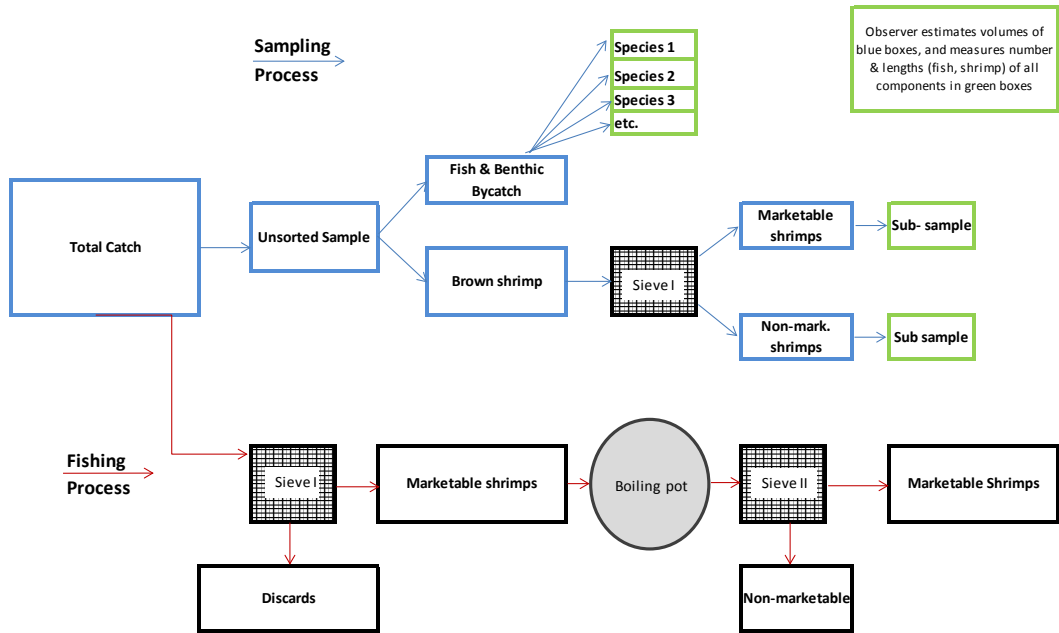 Sampling
Process
Species 1
Species 2
Species 3
etc.
Observer estimates volumes of
blue boxes, and measures number
& lengths (fish, shrimp) of all
components in green boxes
Fish & Benthic
Bycatch
Total Catch
Unsorted Sample
Brown shrimp
Sieve I
Marketable
shrimps
Sub- sample
Non-mark.
shrimps
Sub sample
Fishing
Process
Sieve I
Marketable shrimps
Boiling pot
Sieve II
Marketable Shrimps
Discards
Non-marketable